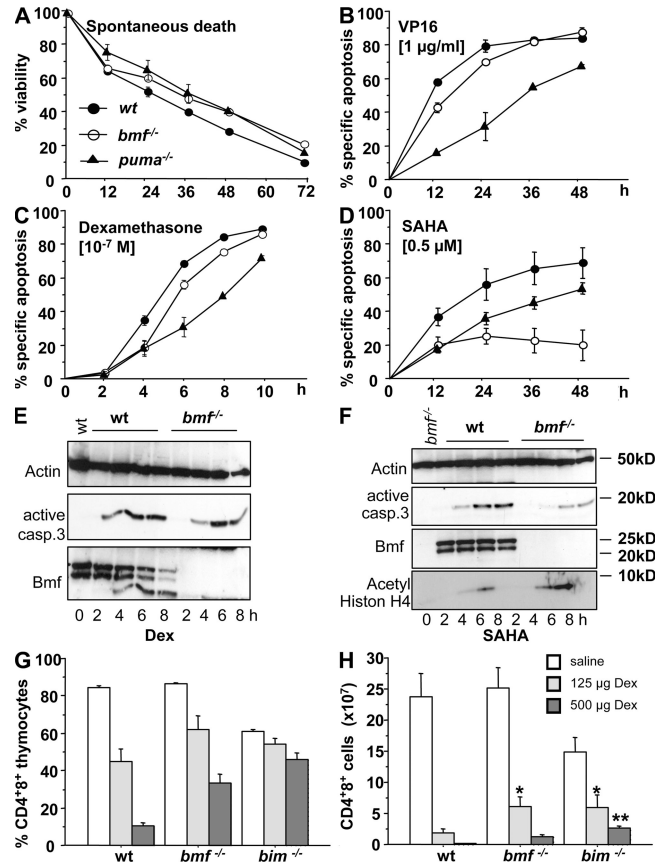 A
Spontaneous death
% viability
100
80
60
40
20
0
wt
bmf-/-
puma-/-
0 12 24 36 48 60 72
B
VP16
[1 µg/ml]
% specific apoptosis
100
80
60
40
20
0
0 12 24 36 48 h
C
Dexamethasone
[10-7 M]
% specific apoptosis
100
80
60
40
20
0
0 2 4 6 8 10 h
D
SAHA
[0.5 µM]
% specific apoptosis
100
80
60
40
20
0
0 12 24 36 48 h
E
wt wt bmf-/-
Actin
active
casp.3
Bmf
0 2 4 6 8 2 4 6 8 h
Dex
F
bmf-/- wt bmf-/-
Actin
active
casp.3
Bmf
Acetyl
Histon H4
50kD
20kD
25kD
20kD
10kD
0 2 4 6 8 2 4 6 8 h
SAHA
G
% CD4+8+ thymocytes
100
80
60
40
20
0
wt bmf -/- bim -/-
H
CD4+8+ cells (x107)
30
25
20
15
10
5
0
saline
125 µg Dex
500 µg Dex
* * **
wt bmf -/- bim -/-